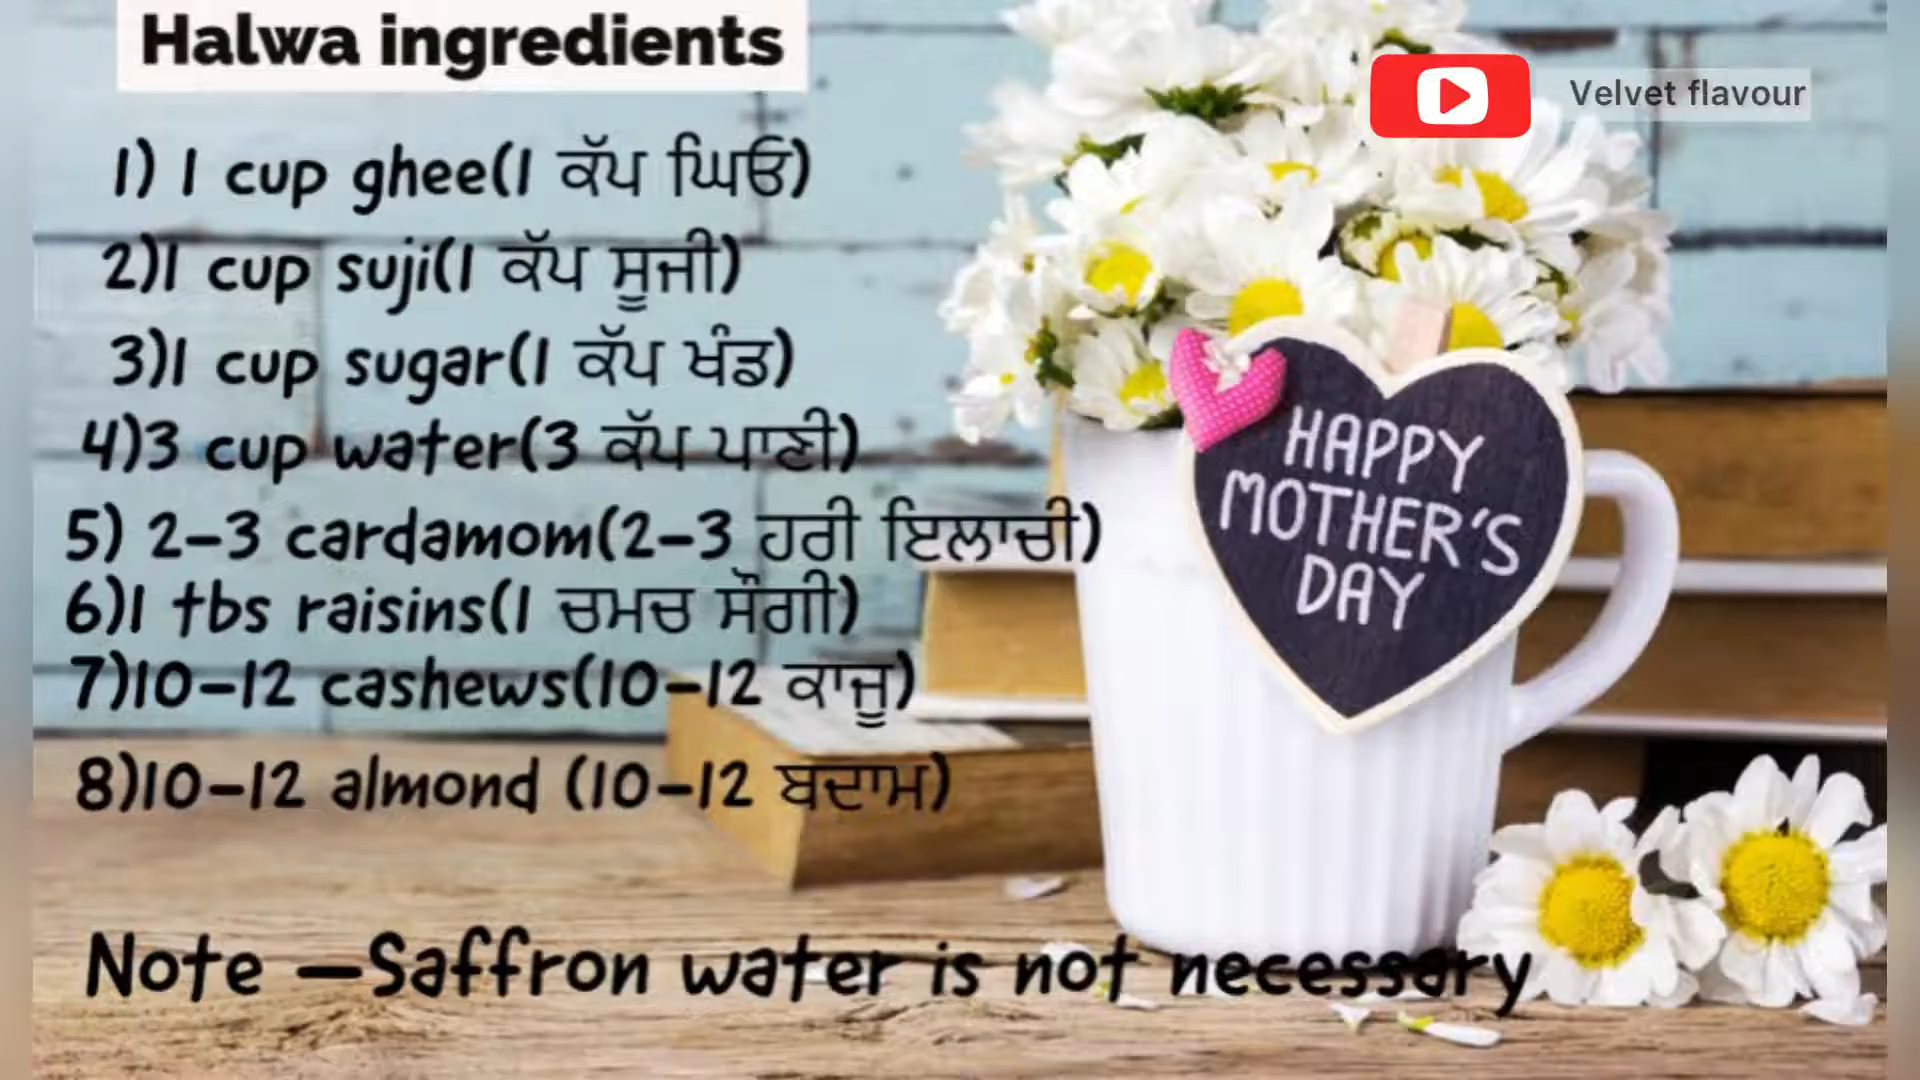 Halwa ingredients
Velvet flavour
1) 1 cup ghee(1 ਕੱਪ ਘਿਓ)
2)1 cup suji(1 ਕੱਪ ਸੂਜੀ)
3)1 cup sugar(1 ਕੱਪ ਖੰਡ)
4)3 cup water(3 ਕੱਪ ਪਾਣੀ)
5) 2-3 cardamom(2-3 ਹਰੀ ਇਲਾਚੀ)
6)1 tbs raisins(1 ਚਮਚ ਸੌਗੀ)
7)10-12 cashews(10-12 ਕਾਜੂ)
8)10-12 almond (10-12 ਬਦਾਮ)
Note -Saffron water is not necessary
HAPPY
MOTHER'S
DAY